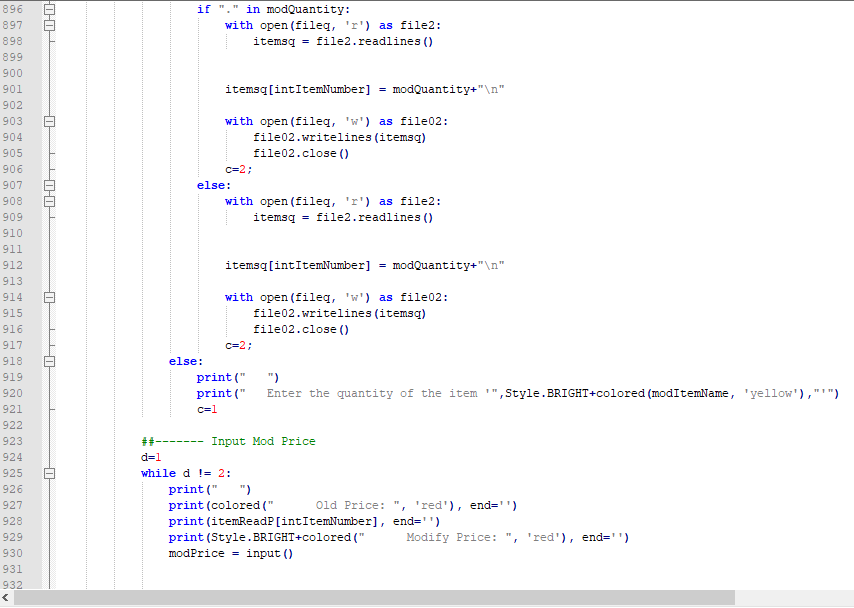 896 if "." in modQuantity:
897 with open(fileq, 'r') as file2:
898 itemsq = file2.readlines()
899
900
901 itemsq[intItemNumber] = modQuantity+"\n"
902
903 with open(fileq, 'w') as file02:
904 file02.writelines(itemsq)
905 file02.close()
906 c=2;
907 else:
908 with open(fileq, 'r') as file2:
909 itemsq = file2.readlines()
910
911
912 itemsq[intItemNumber] = modQuantity+"\n"
913
914 with open(fileq, 'w') as file02:
915 file02.writelines(itemsq)
916 file02.close()
917 c=2;
918 else:
919 print("   ")
920 print("   Enter the quantity of the item '",Style.BRIGHT+colored(modItemName, 'yellow'),"'")
921 c=1
922
923 ##------- Input Mod Price
924 d=1
925 while d != 2:
926 print("   ")
927 print(colored("      Old Price: ", 'red'), end='')
928 print(itemReadP[intItemNumber], end='')
929 print(Style.BRIGHT+colored("      Modify Price: ", 'red'), end='')
930 modPrice = input()
931
932